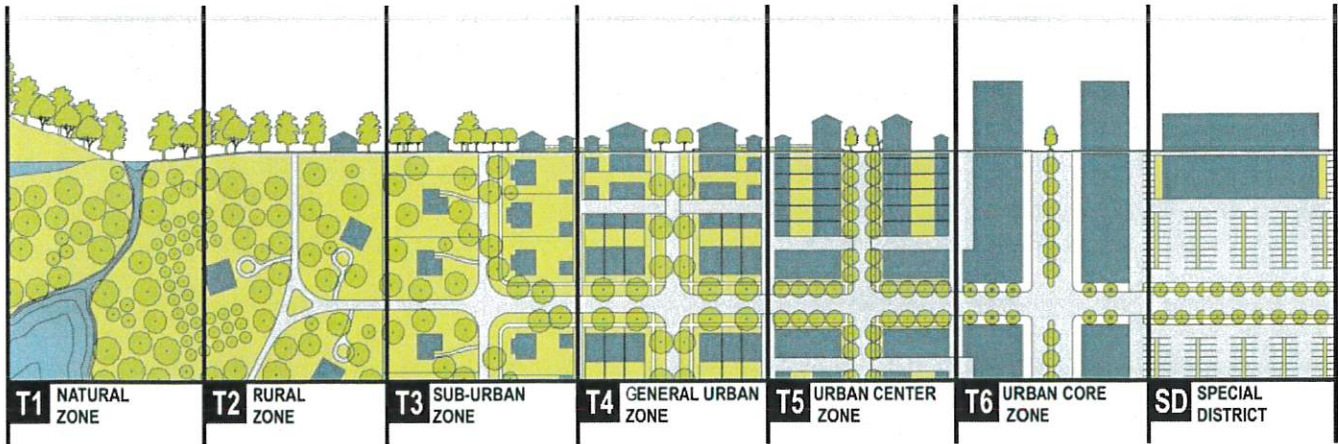 T1 NATURAL
ZONE
T2 RURAL
ZONE
T3 SUB-URBAN
ZONE
T4 GENERAL URBAN
ZONE
T5 URBAN CENTER
ZONE
T6 URBAN CORE
ZONE
SD SPECIAL
DISTRICT